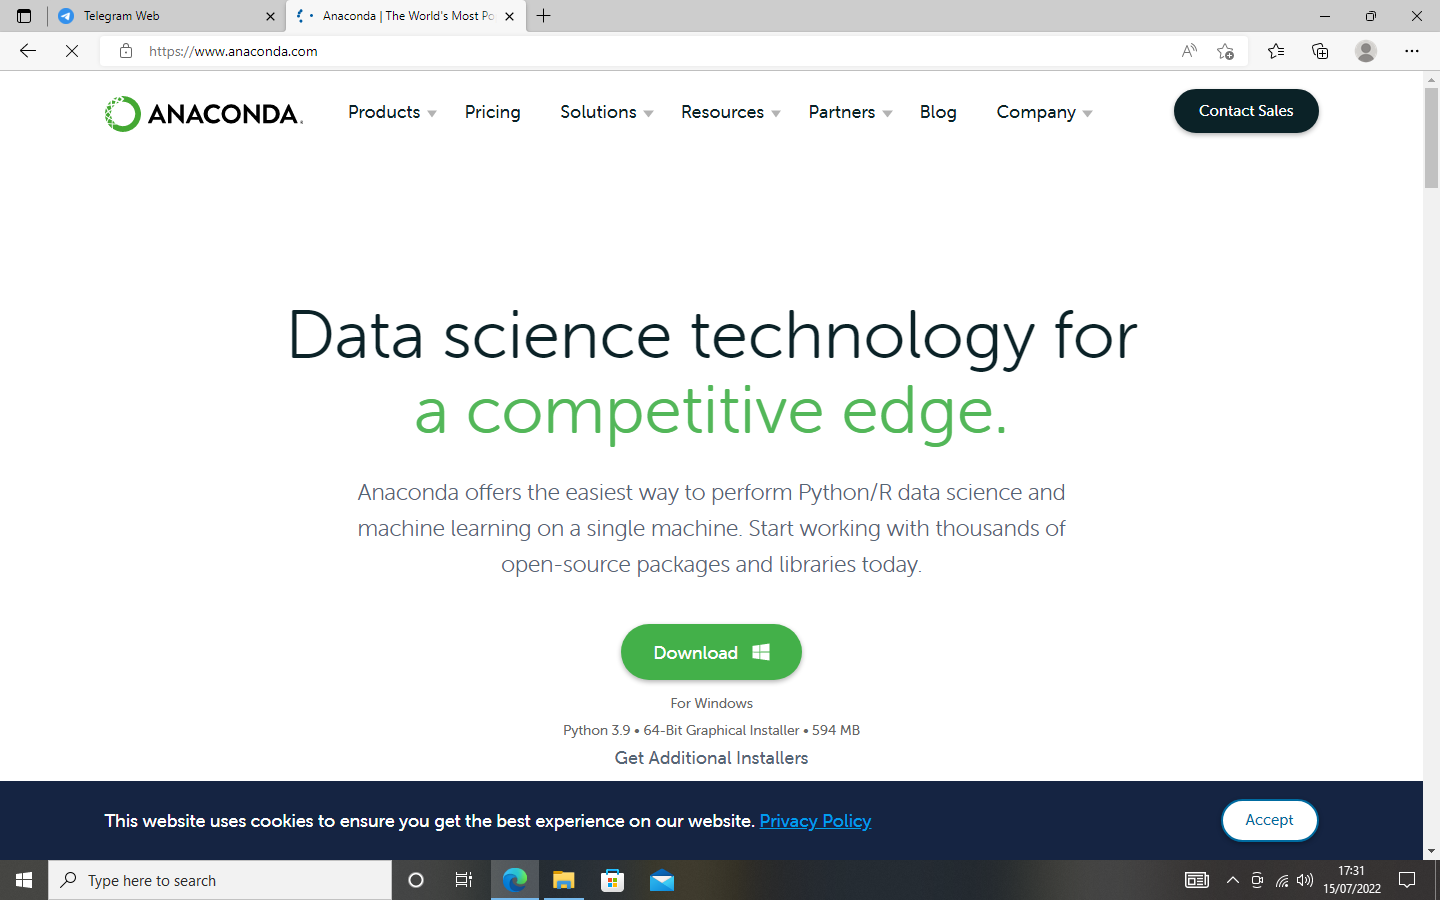 Telegram Web
Anaconda | The World's Most Po
https://www.anaconda.com
ANACONDA.
Products
Pricing
Solutions
Resources
Partners
Blog
Company
Contact Sales
Data science technology for
a competitive edge.
Anaconda offers the easiest way to perform Python/R data science and
machine learning on a single machine. Start working with thousands of
open-source packages and libraries today.
Download
For Windows
Python 3.9 • 64-Bit Graphical Installer • 594 MB
Get Additional Installers
This website uses cookies to ensure you get the best experience on our website. Privacy Policy
Accept
Type here to search
17:31
15/07/2022